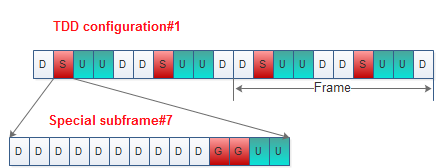 TDD configuration#1
D S U U D D S U U D D S U U D D S U U D
Frame
Special subframe#7
D D D D D D D D D D G G U U